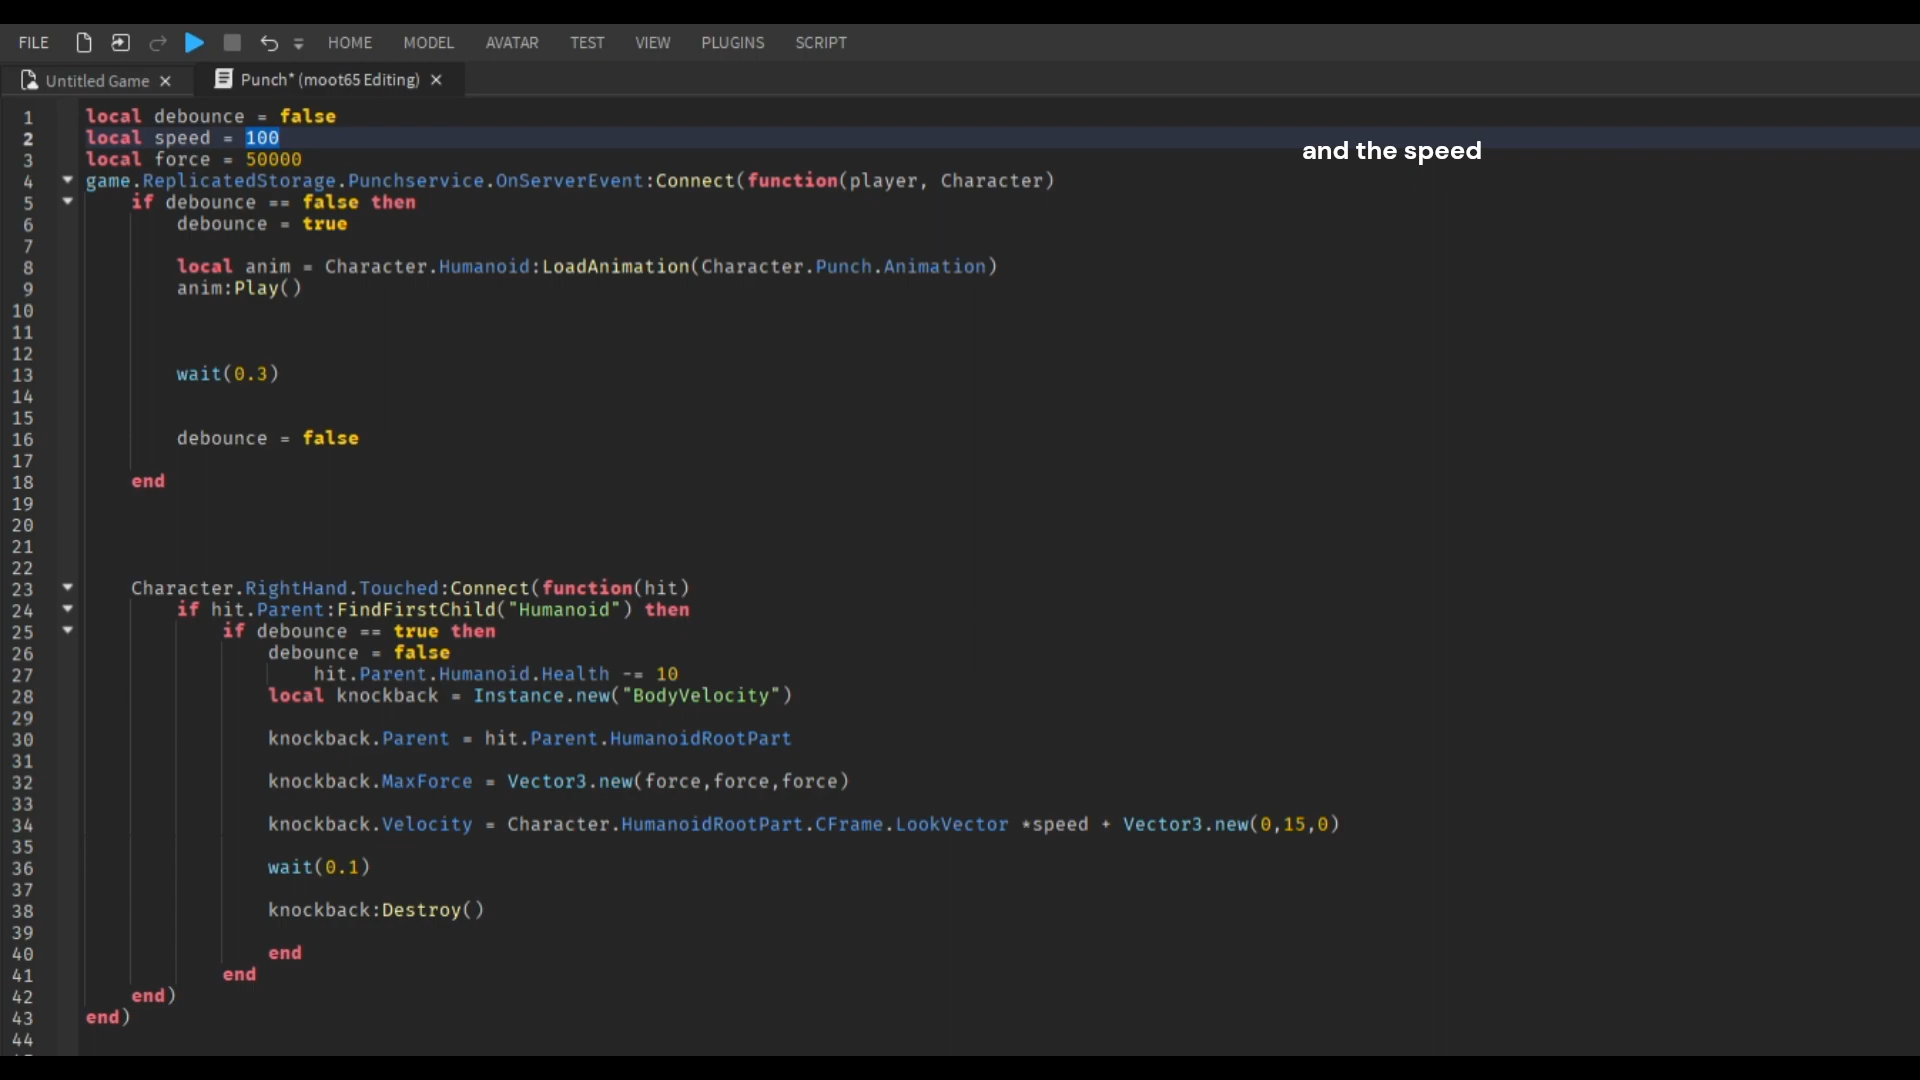 FILE HOME MODEL AVATAR TEST VIEW PLUGINS SCRIPT
Untitled Game × Punch* (moot65 Editing) ×
1 local debounce = false
2 local speed = 100
and the speed
3 local force = 50000
4 game.ReplicatedStorage.Punchservice.OnServerEvent:Connect(function(player, Character)
5 if debounce == false then
6 debounce = true
7
8 local anim = Character.Humanoid:LoadAnimation(Character.Punch.Animation)
9 anim:Play()
10
11
12
13 wait(0.3)
14
15
16 debounce = false
17
18 end
19
20
21
22
23 Character.RightHand.Touched:Connect(function(hit)
24 if hit.Parent:FindFirstChild("Humanoid") then
25 if debounce == true then
26 debounce = false
27 hit.Parent.Humanoid.Health -= 10
28 local knockback = Instance.new("BodyVelocity")
29
30 knockback.Parent = hit.Parent.HumanoidRootPart
31
32 knockback.MaxForce = Vector3.new(force,force,force)
33
34 knockback.Velocity = Character.HumanoidRootPart.CFrame.LookVector *speed + Vector3.new(0,15,0)
35
36 wait(0.1)
37
38 knockback:Destroy()
39
40 end
41 end
42 end)
43 end)
44